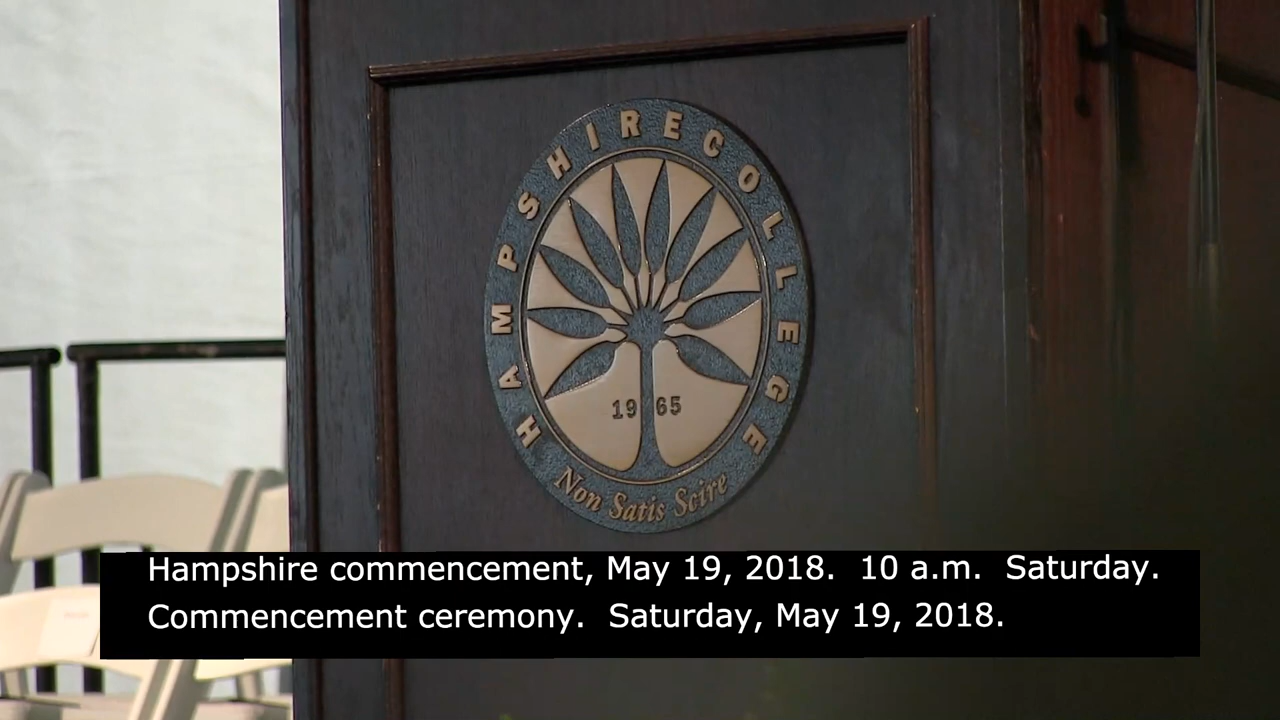 HAMPSHIRE COLLEGE
1965
Non Satis Scire
Hampshire commencement, May 19, 2018.  10 a.m.  Saturday.
Commencement ceremony.  Saturday, May 19, 2018.